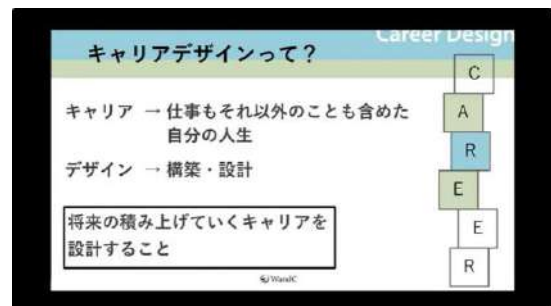 Career Design
キャリアデザインって?
キャリア → 仕事もそれ以外のことも含めた
自分の人生
デザイン → 構築・設計
将来の積み上げていくキャリアを
設計すること
C
A
R
E
E
R
WandC